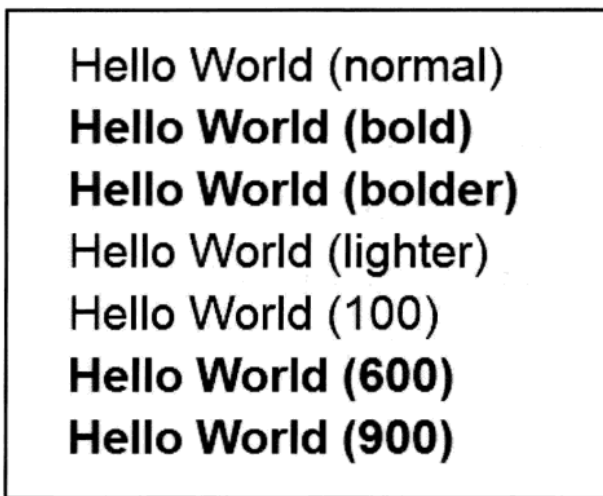 Hello World (normal)
Hello World (bold)
Hello World (bolder)
Hello World (lighter)
Hello World (100)
Hello World (600)
Hello World (900)